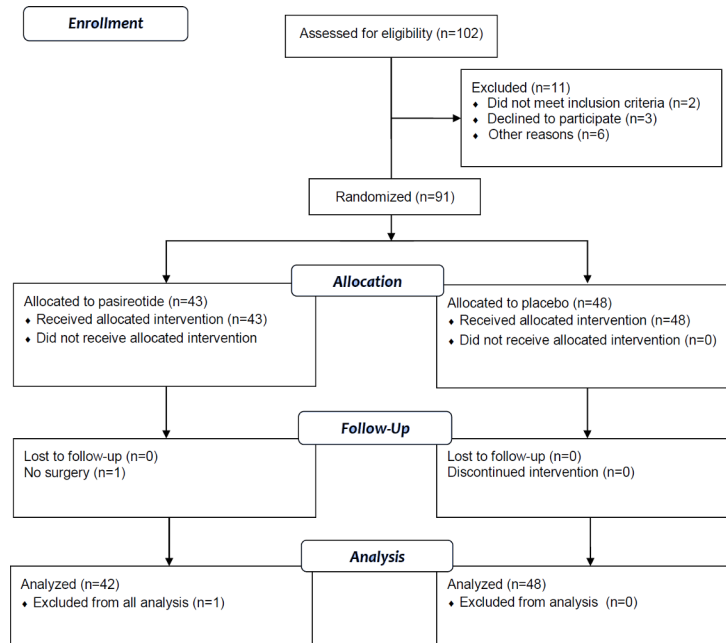 Enrollment
Assessed for eligibility (n=102)
Excluded (n=11)
♦ Did not meet inclusion criteria (n=2)
♦ Declined to participate (n=3)
♦ Other reasons (n=6)
Randomized (n=91)
Allocation
Allocated to pasireotide (n=43)
♦ Received allocated intervention (n=43)
♦ Did not receive allocated intervention
Allocated to placebo (n=48)
♦ Received allocated intervention (n=48)
♦ Did not receive allocated intervention (n=0)
Follow-Up
Lost to follow-up (n=0)
No surgery (n=1)
Lost to follow-up (n=0)
Discontinued intervention (n=0)
Analysis
Analyzed (n=42)
♦ Excluded from all analysis (n=1)
Analyzed (n=48)
♦ Excluded from analysis (n=0)